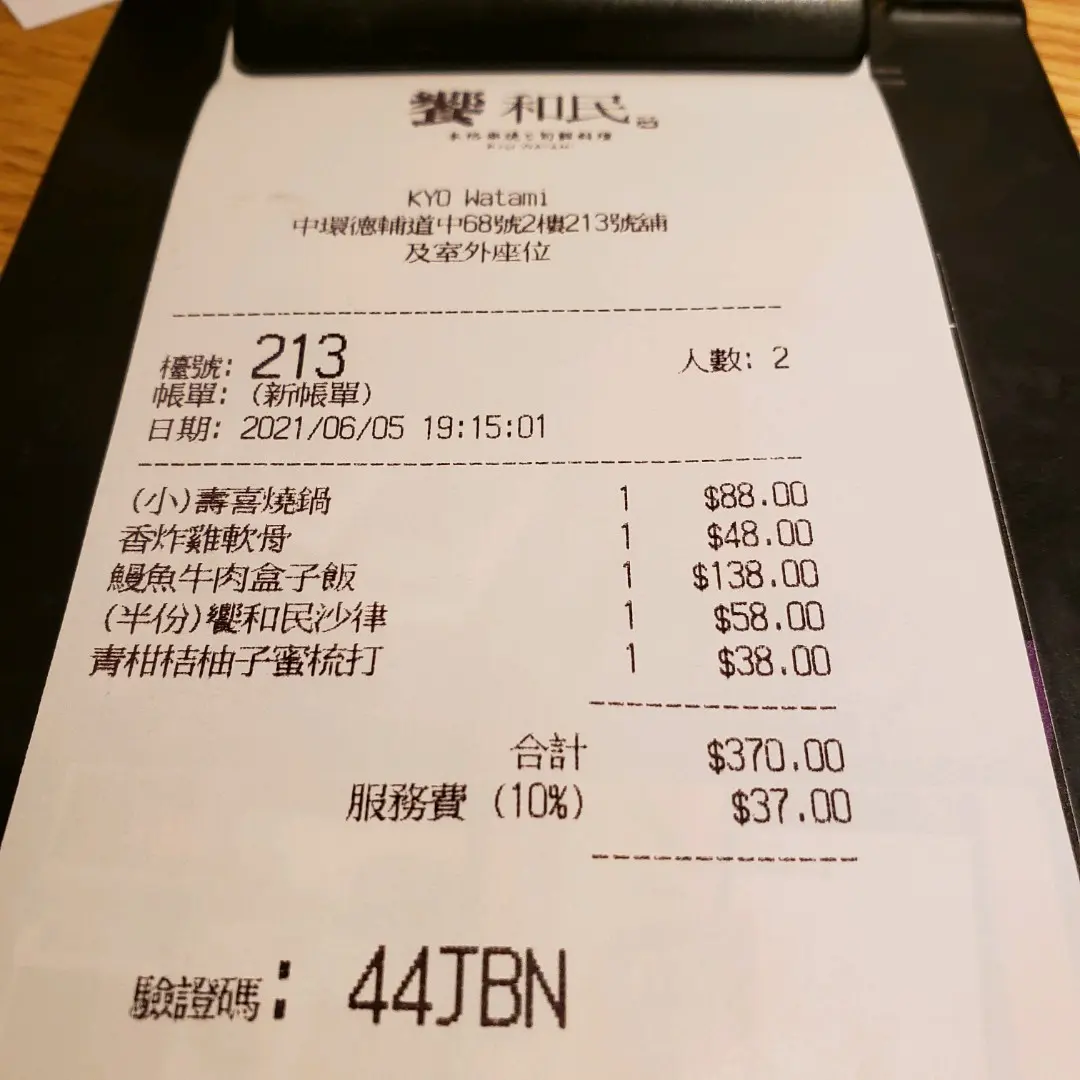 饗 和民
KYO Watami
中環德輔道中68號2樓213號舖
及室外座位
檯號: 213 人數: 2
帳單: (新帳單)
日期: 2021/06/05 19:15:01
(小)壽喜燒鍋 1 $88.00
香炸雞軟骨 1 $48.00
鰻魚牛肉盒子飯 1 $138.00
(半份)饗和民沙律 1 $58.00
青柑桔柚子蜜梳打 1 $38.00
合計 $370.00
服務費 (10%) $37.00
驗證碼: 44JBN